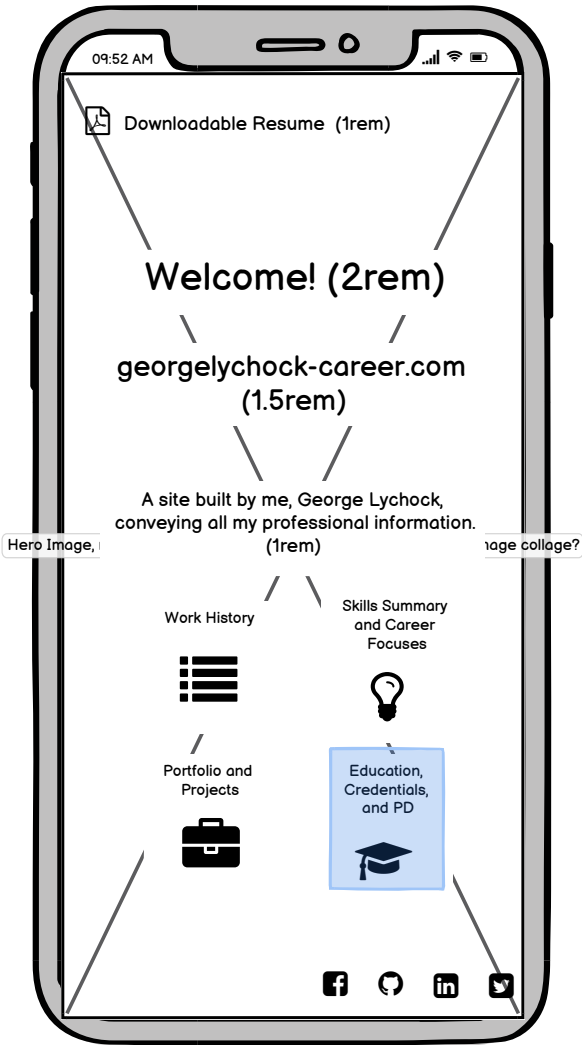 09:52 AM
Downloadable Resume (1rem)
Welcome! (2rem)
georgelychock-career.com
(1.5rem)
A site built by me, George Lychock,
conveying all my professional information.
(1rem)
Hero Image,
collage?
Work History
Skills Summary
and Career
Focuses
Portfolio and
Projects
Education,
Credentials,
and PD
in